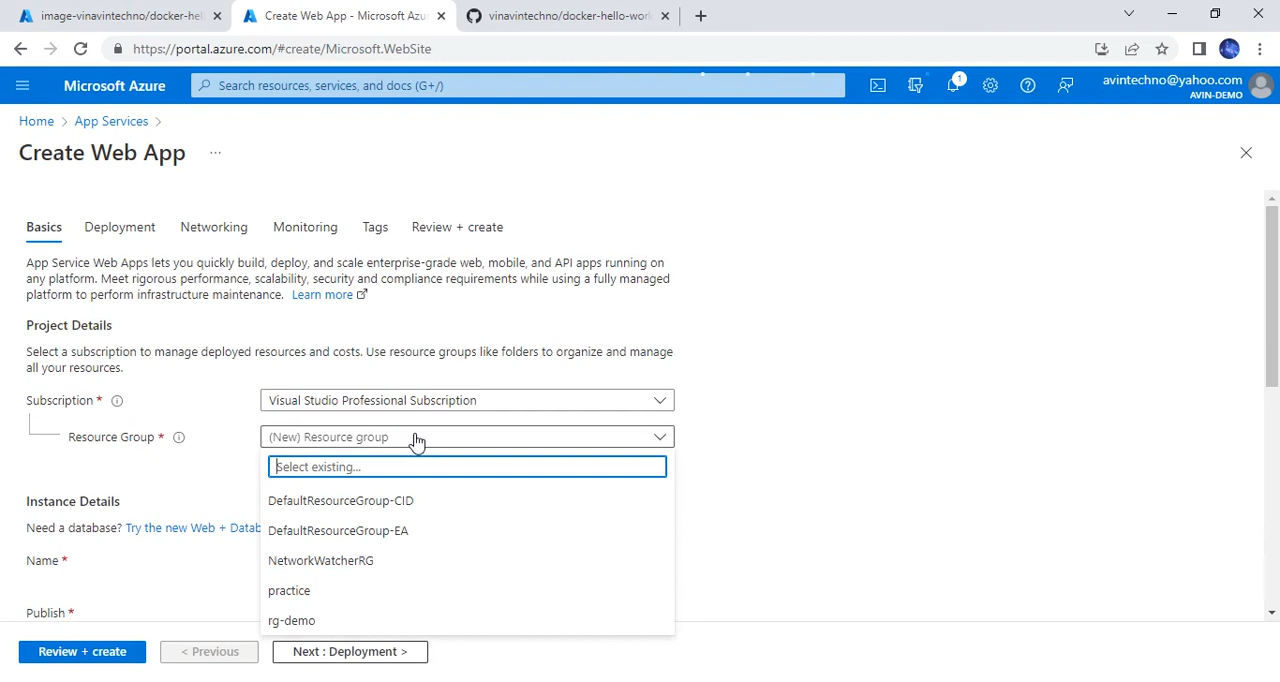 image-vinavintechno/docker-hell
Create Web App - Microsoft Azur
vinavintechno/docker-hello-worl
https://portal.azure.com/#create/Microsoft.WebSite
Microsoft Azure
Search resources, services, and docs (G+/)
1
avintechno@yahoo.com
AVIN-DEMO
Home > App Services >
Create Web App ...
Basics Deployment Networking Monitoring Tags Review + create
App Service Web Apps lets you quickly build, deploy, and scale enterprise-grade web, mobile, and API apps running on
any platform. Meet rigorous performance, scalability, security and compliance requirements while using a fully managed
platform to perform infrastructure maintenance. Learn more
Project Details
Select a subscription to manage deployed resources and costs. Use resource groups like folders to organize and manage
all your resources.
Subscription *
Visual Studio Professional Subscription
Resource Group *
(New) Resource group
Select existing...
DefaultResourceGroup-CID
DefaultResourceGroup-EA
NetworkWatcherRG
practice
rg-demo
Instance Details
Need a database? Try the new Web + Datab
Name *
Publish *
Review + create
< Previous
Next : Deployment >